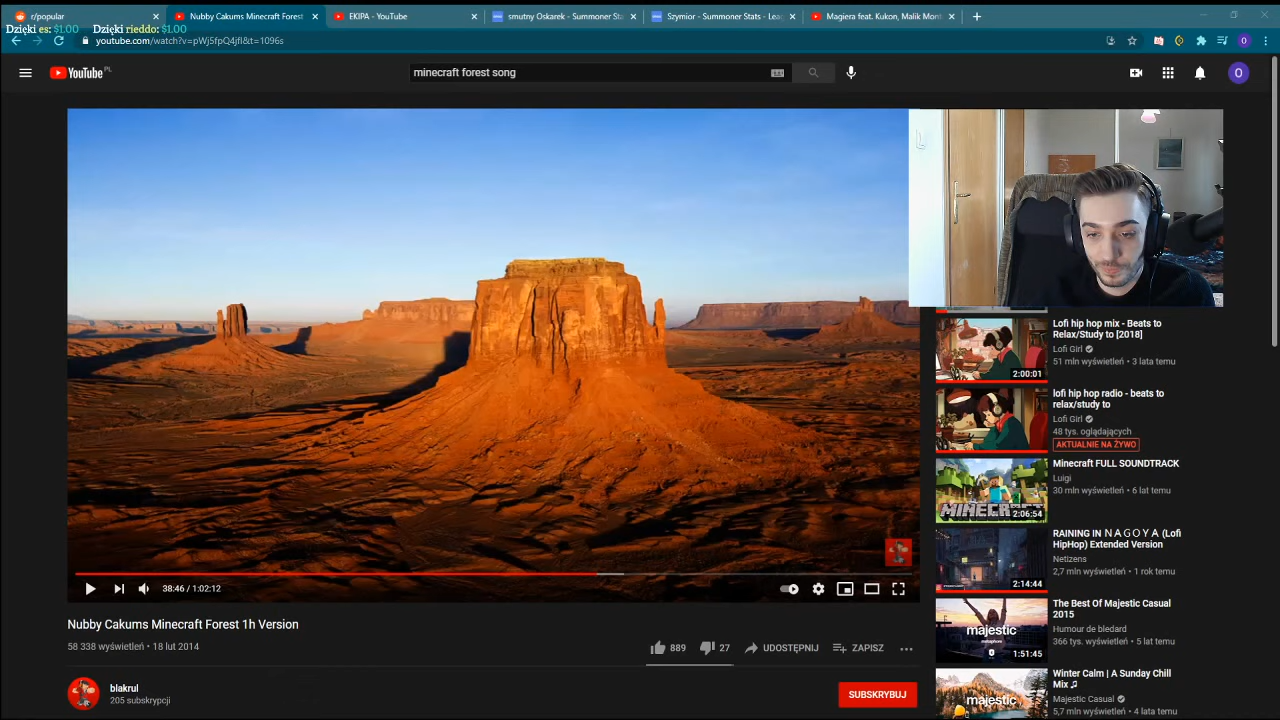 r/popular
Nubby Cakums Minecraft Forest
EKIPA - YouTube
smutny Oskarek - Summoner Sta
Szymior - Summoner Stats - Lea
Magiera feat. Kukon, Malik Mont
Dzięki es: $1.00 Dzięki rieddo: $1.00
youtube.com/watch?v=pWj5fpQ4jfI&t=1096s
O
YouTube PL
minecraft forest song
O
Lofi hip hop mix - Beats to
Relax/Study to [2018]
Lofi Girl
51 mln wyświetleń • 3 lata temu
2:00:01
lofi hip hop radio - beats to
relax/study to
Lofi Girl
48 tys. oglądających
AKTUALNIE NA ŻYWO
Minecraft FULL SOUNDTRACK
Luigi
30 mln wyświetleń • 6 lat temu
MINECRAFT
2:06:54
RAINING IN N A G O Y A (Lofi
HipHop) Extended Version
Netizens
2,7 mln wyświetleń • 1 rok temu
2:14:44
The Best Of Majestic Casual
2015
Humour de bledard
366 tys. wyświetleń • 5 lat temu
majestic
1:51:45
Winter Calm | A Sunday Chill
Mix ♫
Majestic Casual
5,7 mln wyświetleń • 4 lata temu
majestic
38:46 / 1:02:12
Nubby Cakums Minecraft Forest 1h Version
58 338 wyświetleń • 18 lut 2014
889
27
UDOSTĘPNIJ
ZAPISZ
blakrul
205 subskrypcji
SUBSKRYBUJ